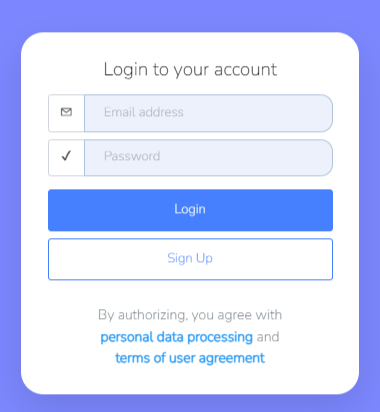 Login to your account
Email address
Password
Login
Sign Up
By authorizing, you agree with
personal data processing and
terms of user agreement